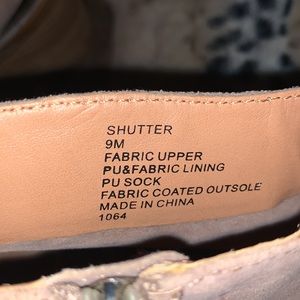 SHUTTER
9M
FABRIC UPPER
PU&FABRIC LINING
PU SOCK
FABRIC COATED OUTSOLE
MADE IN CHINA
1064